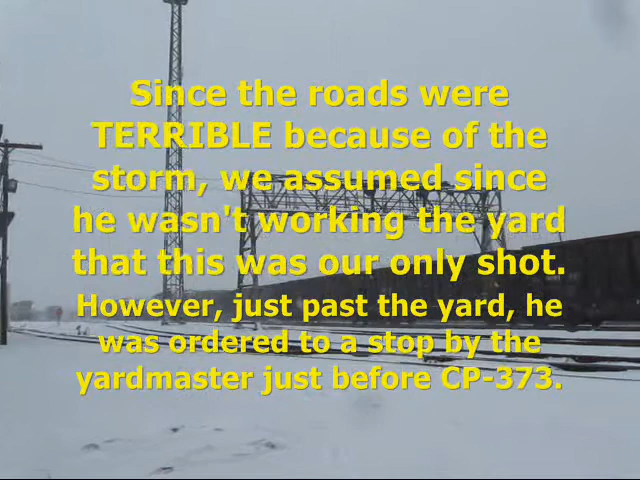 Since the roads were
TERRIBLE because of the
storm, we assumed since
he wasn't working the yard
that this was our only shot.
However, just past the yard, he
was ordered to a stop by the
yardmaster just before CP-373.